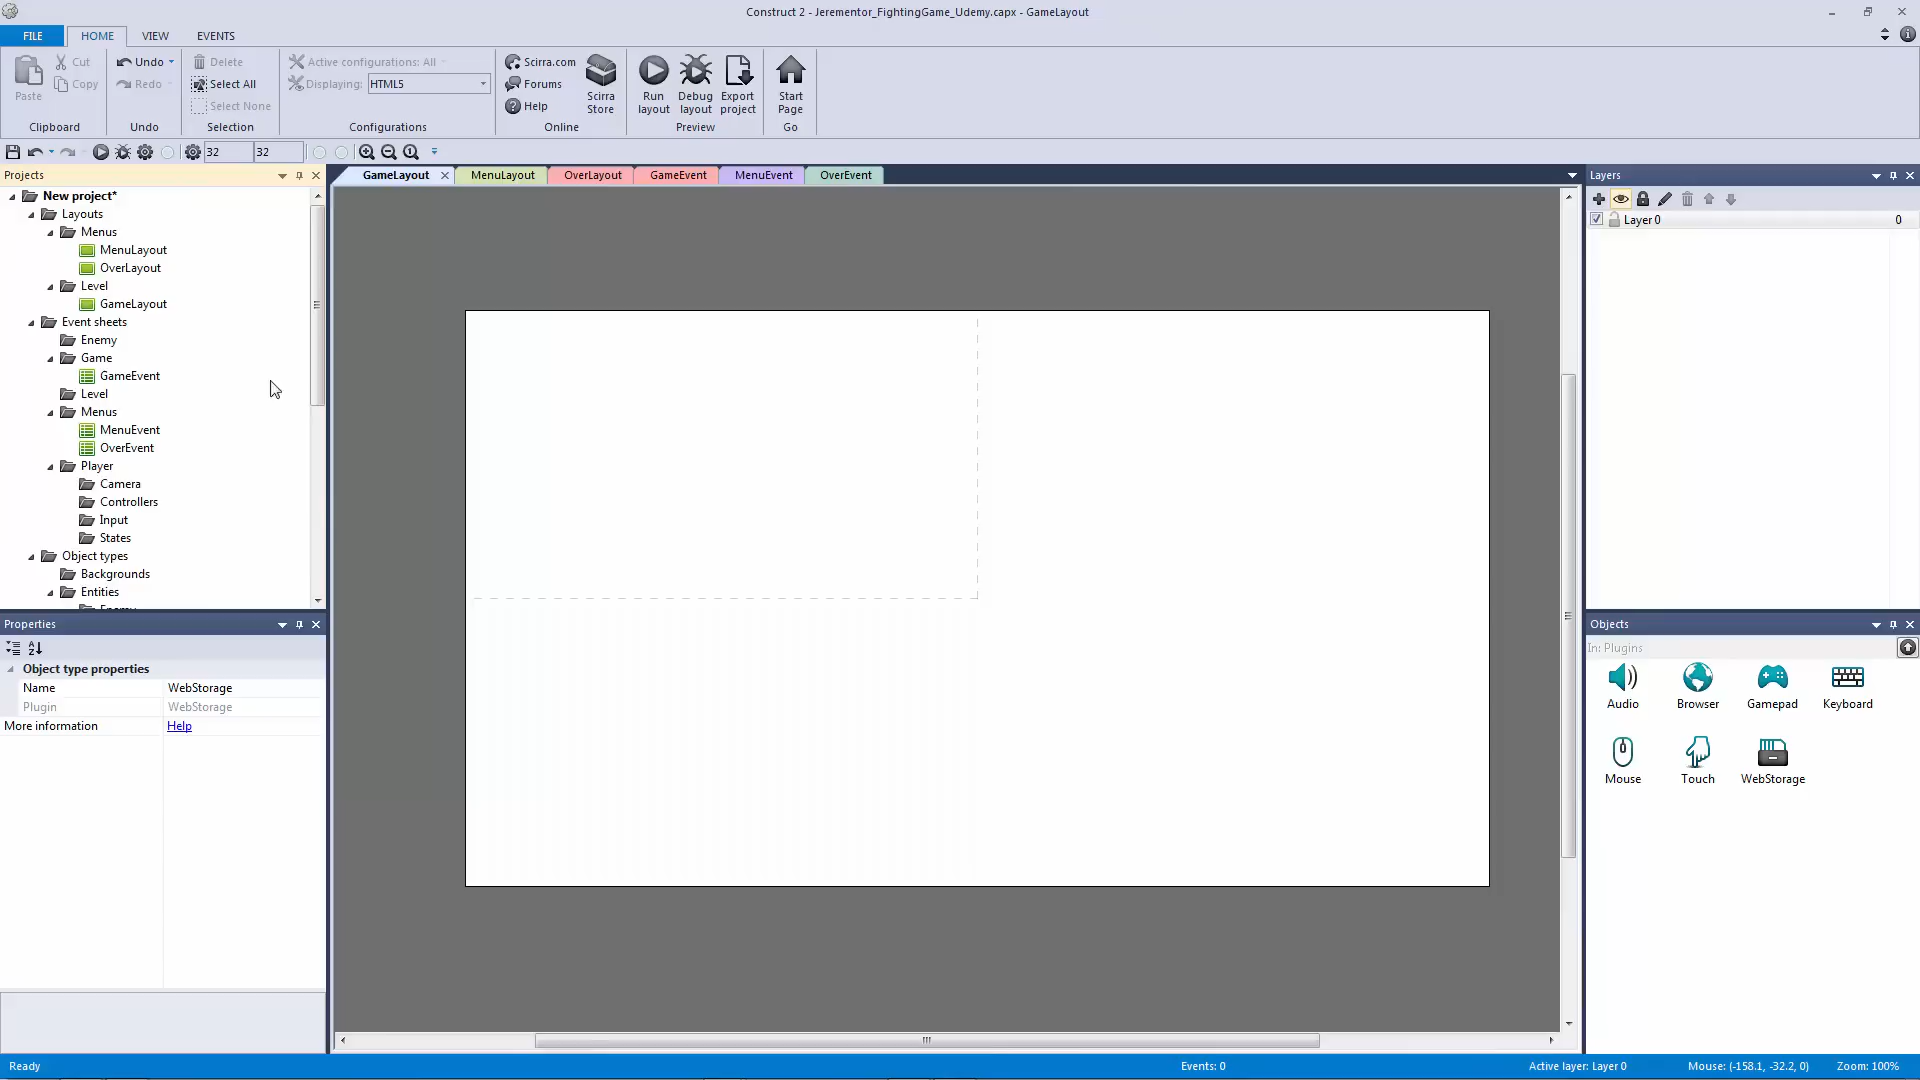 Construct 2 - Jerementor_FightingGame_Udemy.capx - GameLayout
FILE HOME VIEW EVENTS
Paste Cut Copy Undo Redo Delete Select All Select None
Active configurations: All
Displaying: HTML5
Scirra.com Forums Help Scirra Store
Run layout Debug layout Export project Start Page
Clipboard Undo Selection Configurations Online Preview Go
32 32
Projects
New project*
Layouts
Menus
MenuLayout
OverLayout
Level
GameLayout
Event sheets
Enemy
Game
GameEvent
Level
Menus
MenuEvent
OverEvent
Player
Camera
Controllers
Input
States
Object types
Backgrounds
Entities
Properties
Object type properties
Name WebStorage
Plugin WebStorage
More information Help
GameLayout MenuLayout OverLayout GameEvent MenuEvent OverEvent
Layers
Layer 0 0
Objects
In: Plugins
Audio Browser Gamepad Keyboard
Mouse Touch WebStorage
Ready Events: 0 Active layer: Layer 0 Mouse: (-158.1, -32.2, 0) Zoom: 100%